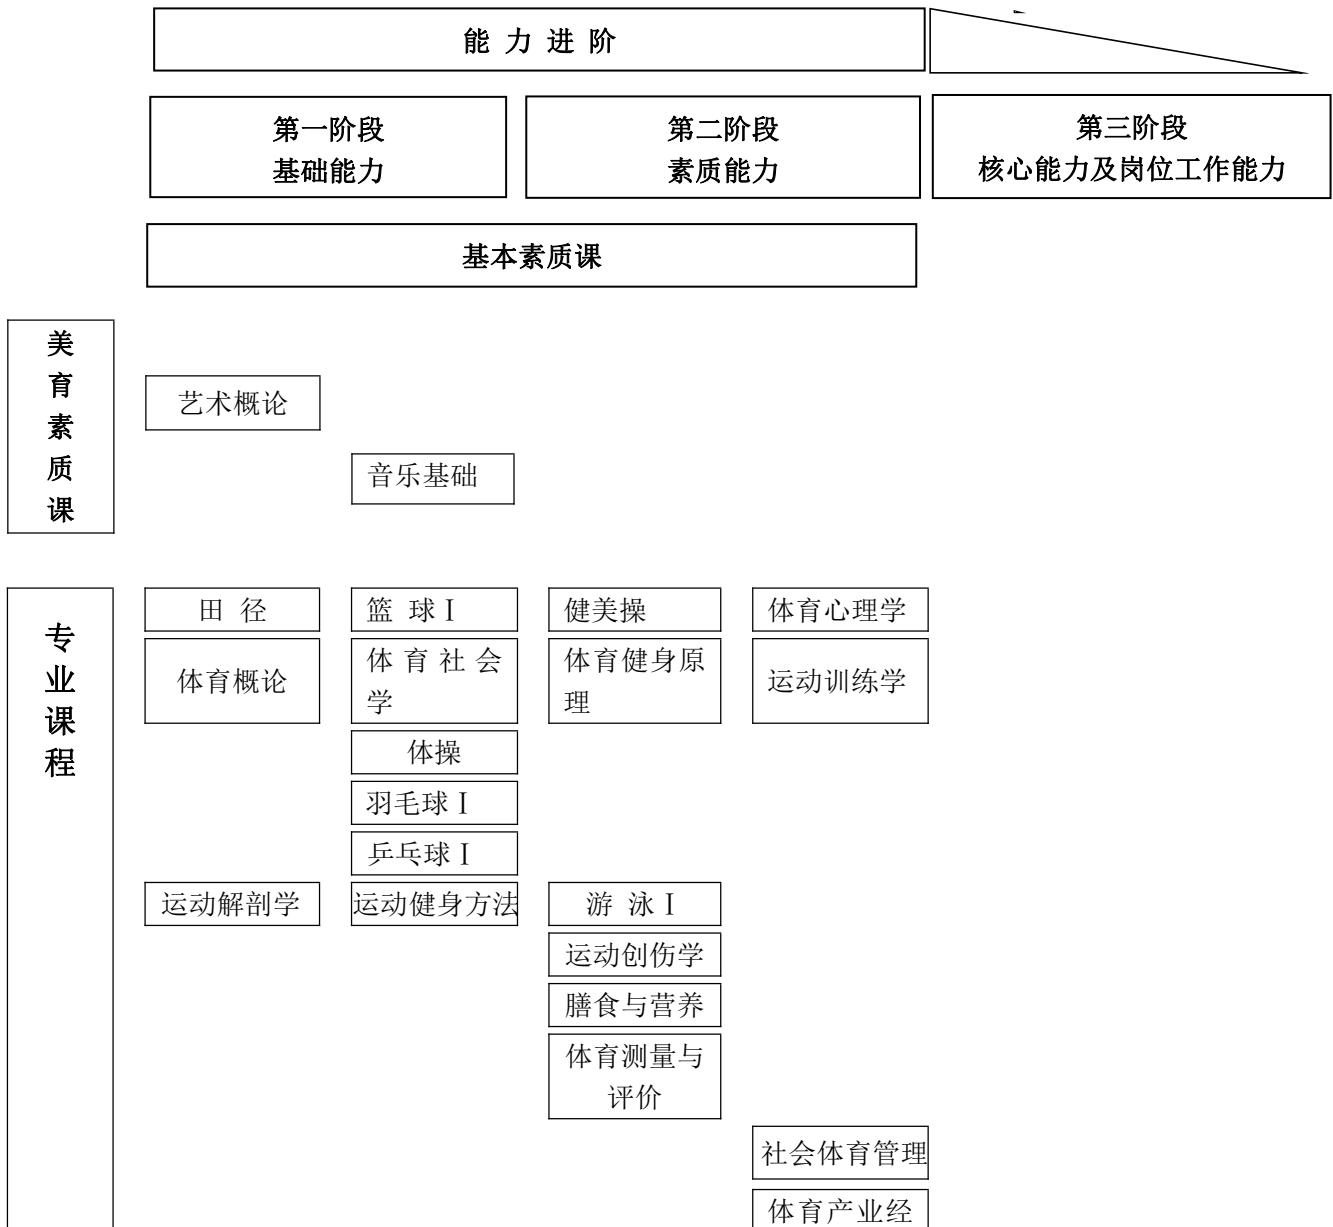 能 力 进 阶
第一阶段
基础能力
第二阶段
素质能力
第三阶段
核心能力及岗位工作能力
基本素质课
美
育
素
质
课
艺术概论
音乐基础
专
业
课
程
田 径
篮 球Ⅰ
健美操
体育心理学
体育概论
体 育 社 会
学
体育健身原
理
运动训练学
体操
羽毛球Ⅰ
乒乓球Ⅰ
运动解剖学
运动健身方法
游 泳Ⅰ
运动创伤学
膳食与营养
体育测量与
评价
社会体育管理
体育产业经